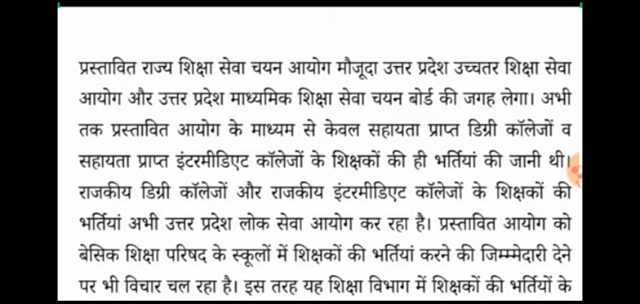 प्रस्तावित राज्य शिक्षा सेवा चयन आयोग मौजूदा उत्तर प्रदेश उच्चतर शिक्षा सेवा
आयोग और उत्तर प्रदेश माध्यमिक शिक्षा सेवा चयन बोर्ड की जगह लेगा। अभी
तक प्रस्तावित आयोग के माध्यम से केवल सहायता प्राप्त डिग्री कॉलेजों व
सहायता प्राप्त इंटरमीडिएट कॉलेजों के शिक्षकों की ही भर्तियां की जानी थी।
राजकीय डिग्री कॉलेजों और राजकीय इंटरमीडिएट कॉलेजों के शिक्षकों की
भर्तियां अभी उत्तर प्रदेश लोक सेवा आयोग कर रहा है। प्रस्तावित आयोग को
बेसिक शिक्षा परिषद के स्कूलों में शिक्षकों की भर्तियां करने की जिम्मेदारी देने
पर भी विचार चल रहा है। इस तरह यह शिक्षा विभाग में शिक्षकों की भर्तियों के